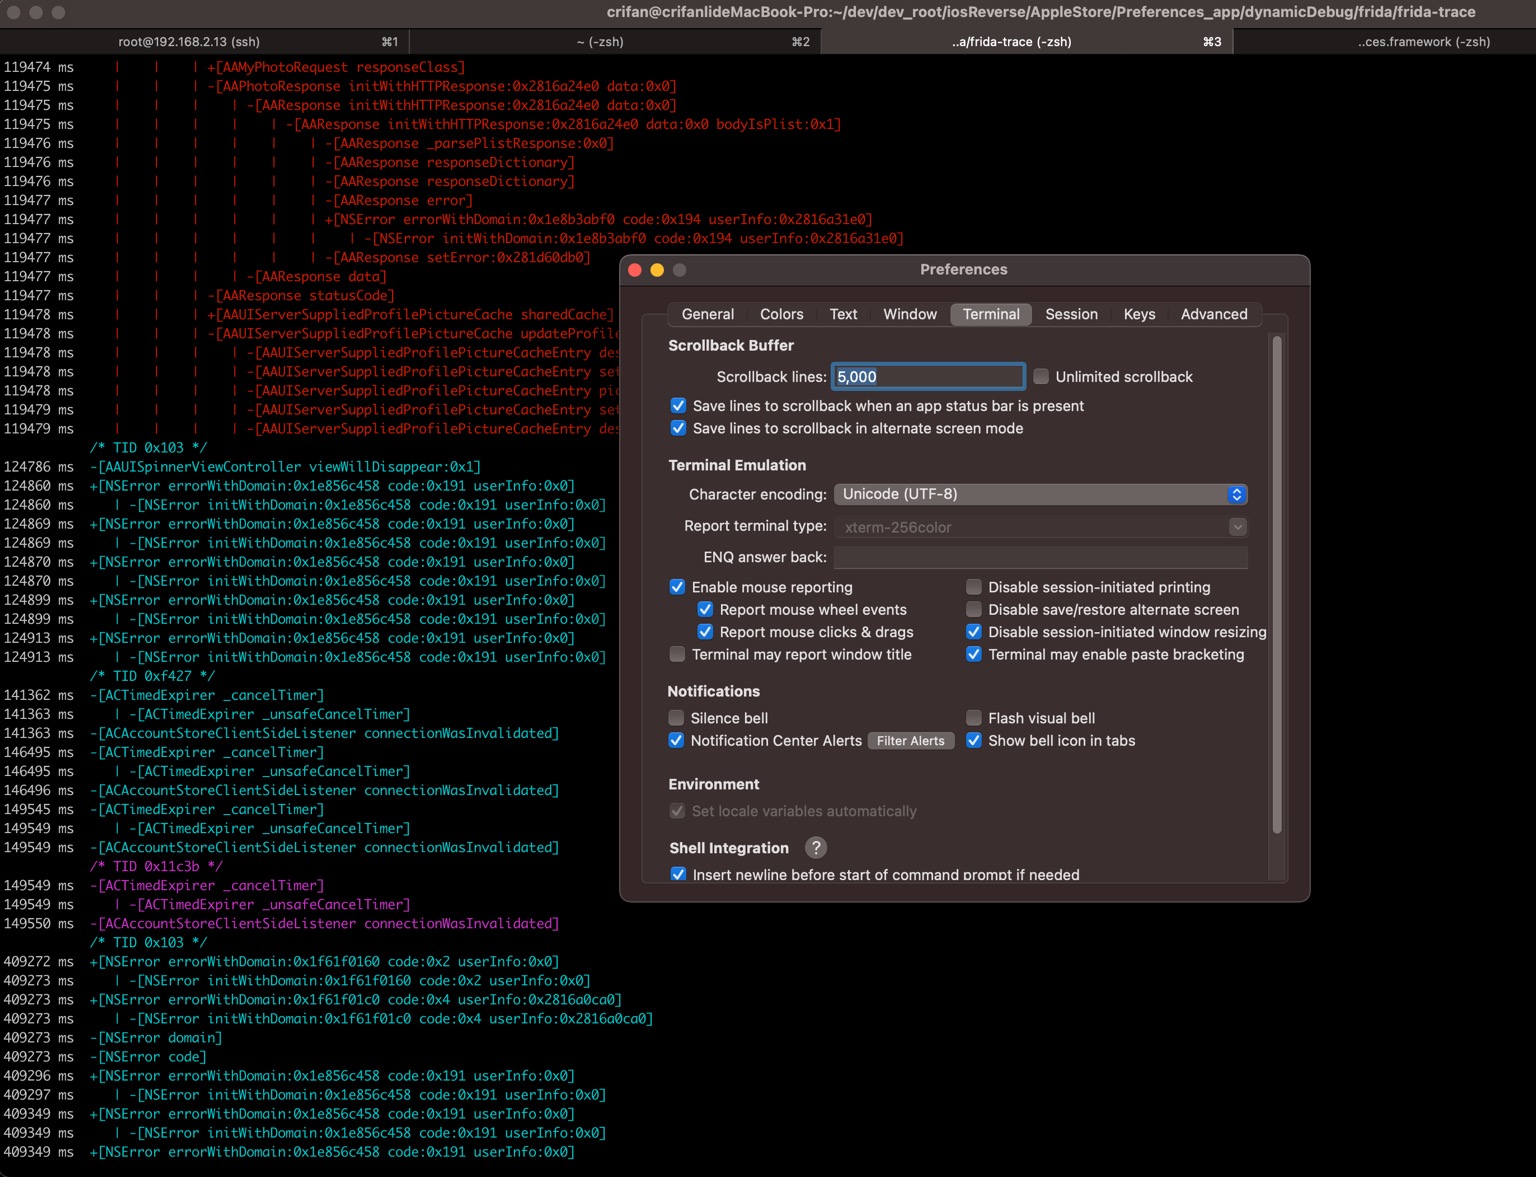 crifan@crifanlideMacBook-Pro:~/dev/dev_root/iosReverse/AppleStore/Preferences_app/dynamicDebug/frida/frida-trace
root@192.168.2.13 (ssh) ⌘1 ~ (-zsh) ⌘2 ..a/frida-trace (-zsh) ⌘3 ..ces.framework (-zsh)
119474 ms | | | +[AAMyPhotoRequest responseClass]
119475 ms | | | -[AAPhotoResponse initWithHTTPResponse:0x2816a24e0 data:0x0]
119475 ms | | | | -[AAResponse initWithHTTPResponse:0x2816a24e0 data:0x0]
119475 ms | | | | | -[AAResponse initWithHTTPResponse:0x2816a24e0 data:0x0 bodyIsPlist:0x1]
119476 ms | | | | | | -[AAResponse _parsePlistResponse:0x0]
119476 ms | | | | | | -[AAResponse responseDictionary]
119476 ms | | | | | | -[AAResponse responseDictionary]
119477 ms | | | | | | -[AAResponse error]
119477 ms | | | | | | +[NSError errorWithDomain:0x1e8b3abf0 code:0x194 userInfo:0x2816a31e0]
119477 ms | | | | | | | -[NSError initWithDomain:0x1e8b3abf0 code:0x194 userInfo:0x2816a31e0]
119477 ms | | | | | | -[AAResponse setError:0x281d60db0]
119477 ms | | | | -[AAResponse data]
119477 ms | | | -[AAResponse statusCode]
119478 ms | | | +[AAUIServerSuppliedProfilePictureCache sharedCache]
119478 ms | | | -[AAUIServerSuppliedProfilePictureCache updateProfile
119478 ms | | | | -[AAUIServerSuppliedProfilePictureCacheEntry des
119478 ms | | | | -[AAUIServerSuppliedProfilePictureCacheEntry set
119478 ms | | | | -[AAUIServerSuppliedProfilePictureCacheEntry pic
119479 ms | | | | -[AAUIServerSuppliedProfilePictureCacheEntry set
119479 ms | | | | -[AAUIServerSuppliedProfilePictureCacheEntry des
/* TID 0x103 */
124786 ms -[AAUISpinnerViewController viewWillDisappear:0x1]
124860 ms +[NSError errorWithDomain:0x1e856c458 code:0x191 userInfo:0x0]
124860 ms | -[NSError initWithDomain:0x1e856c458 code:0x191 userInfo:0x0]
124869 ms +[NSError errorWithDomain:0x1e856c458 code:0x191 userInfo:0x0]
124869 ms | -[NSError initWithDomain:0x1e856c458 code:0x191 userInfo:0x0]
124870 ms +[NSError errorWithDomain:0x1e856c458 code:0x191 userInfo:0x0]
124870 ms | -[NSError initWithDomain:0x1e856c458 code:0x191 userInfo:0x0]
124899 ms +[NSError errorWithDomain:0x1e856c458 code:0x191 userInfo:0x0]
124899 ms | -[NSError initWithDomain:0x1e856c458 code:0x191 userInfo:0x0]
124913 ms +[NSError errorWithDomain:0x1e856c458 code:0x191 userInfo:0x0]
124913 ms | -[NSError initWithDomain:0x1e856c458 code:0x191 userInfo:0x0]
/* TID 0xf427 */
141362 ms -[ACTimedExpirer _cancelTimer]
141363 ms | -[ACTimedExpirer _unsafeCancelTimer]
141363 ms -[ACAccountStoreClientSideListener connectionWasInvalidated]
146495 ms -[ACTimedExpirer _cancelTimer]
146495 ms | -[ACTimedExpirer _unsafeCancelTimer]
146496 ms -[ACAccountStoreClientSideListener connectionWasInvalidated]
149545 ms -[ACTimedExpirer _cancelTimer]
149549 ms | -[ACTimedExpirer _unsafeCancelTimer]
149549 ms -[ACAccountStoreClientSideListener connectionWasInvalidated]
/* TID 0x11c3b */
149549 ms -[ACTimedExpirer _cancelTimer]
149549 ms | -[ACTimedExpirer _unsafeCancelTimer]
149550 ms -[ACAccountStoreClientSideListener connectionWasInvalidated]
/* TID 0x103 */
409272 ms +[NSError errorWithDomain:0x1f61f0160 code:0x2 userInfo:0x0]
409273 ms | -[NSError initWithDomain:0x1f61f0160 code:0x2 userInfo:0x0]
409273 ms +[NSError errorWithDomain:0x1f61f01c0 code:0x4 userInfo:0x2816a0ca0]
409273 ms | -[NSError initWithDomain:0x1f61f01c0 code:0x4 userInfo:0x2816a0ca0]
409273 ms -[NSError domain]
409273 ms -[NSError code]
409296 ms +[NSError errorWithDomain:0x1e856c458 code:0x191 userInfo:0x0]
409297 ms | -[NSError initWithDomain:0x1e856c458 code:0x191 userInfo:0x0]
409349 ms +[NSError errorWithDomain:0x1e856c458 code:0x191 userInfo:0x0]
409349 ms | -[NSError initWithDomain:0x1e856c458 code:0x191 userInfo:0x0]
409349 ms +[NSError errorWithDomain:0x1e856c458 code:0x191 userInfo:0x0]
Preferences
General Colors Text Window Terminal Session Keys Advanced
Scrollback Buffer
Scrollback lines: 5,000 Unlimited scrollback
Save lines to scrollback when an app status bar is present
Save lines to scrollback in alternate screen mode
Terminal Emulation
Character encoding: Unicode (UTF-8)
Report terminal type: xterm-256color
ENQ answer back:
Enable mouse reporting Disable session-initiated printing
Report mouse wheel events Disable save/restore alternate screen
Report mouse clicks & drags Disable session-initiated window resizing
Terminal may report window title Terminal may enable paste bracketing
Notifications
Silence bell Flash visual bell
Notification Center Alerts Filter Alerts Show bell icon in tabs
Environment
Set locale variables automatically
Shell Integration ?
Insert newline before start of command prompt if needed